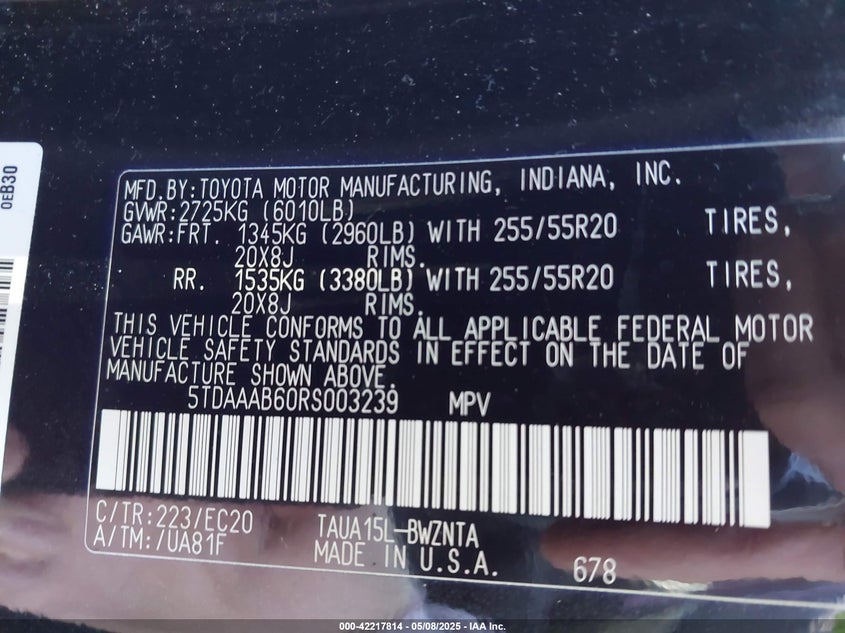 0EB30
MFD.BY:TOYOTA MOTOR MANUFACTURING, INDIANA, INC.
GVWR:2725KG (6010LB)
GAWR:FRT. 1345KG (2960LB) WITH 255/55R20 TIRES,
20X8J RIMS.
RR. 1535KG (3380LB) WITH 255/55R20 TIRES,
20X8J RIMS.
THIS VEHICLE CONFORMS TO ALL APPLICABLE FEDERAL MOTOR
VEHICLE SAFETY STANDARDS IN EFFECT ON THE DATE OF
MANUFACTURE SHOWN ABOVE.
5TDAAAB60RS003239 MPV
C/TR:223/EC20 TAUA15L-BWZNTA
A/TM:/UA81F MADE IN U.S.A. 678
000-42217814 - 05/08/2025 - IAA Inc.